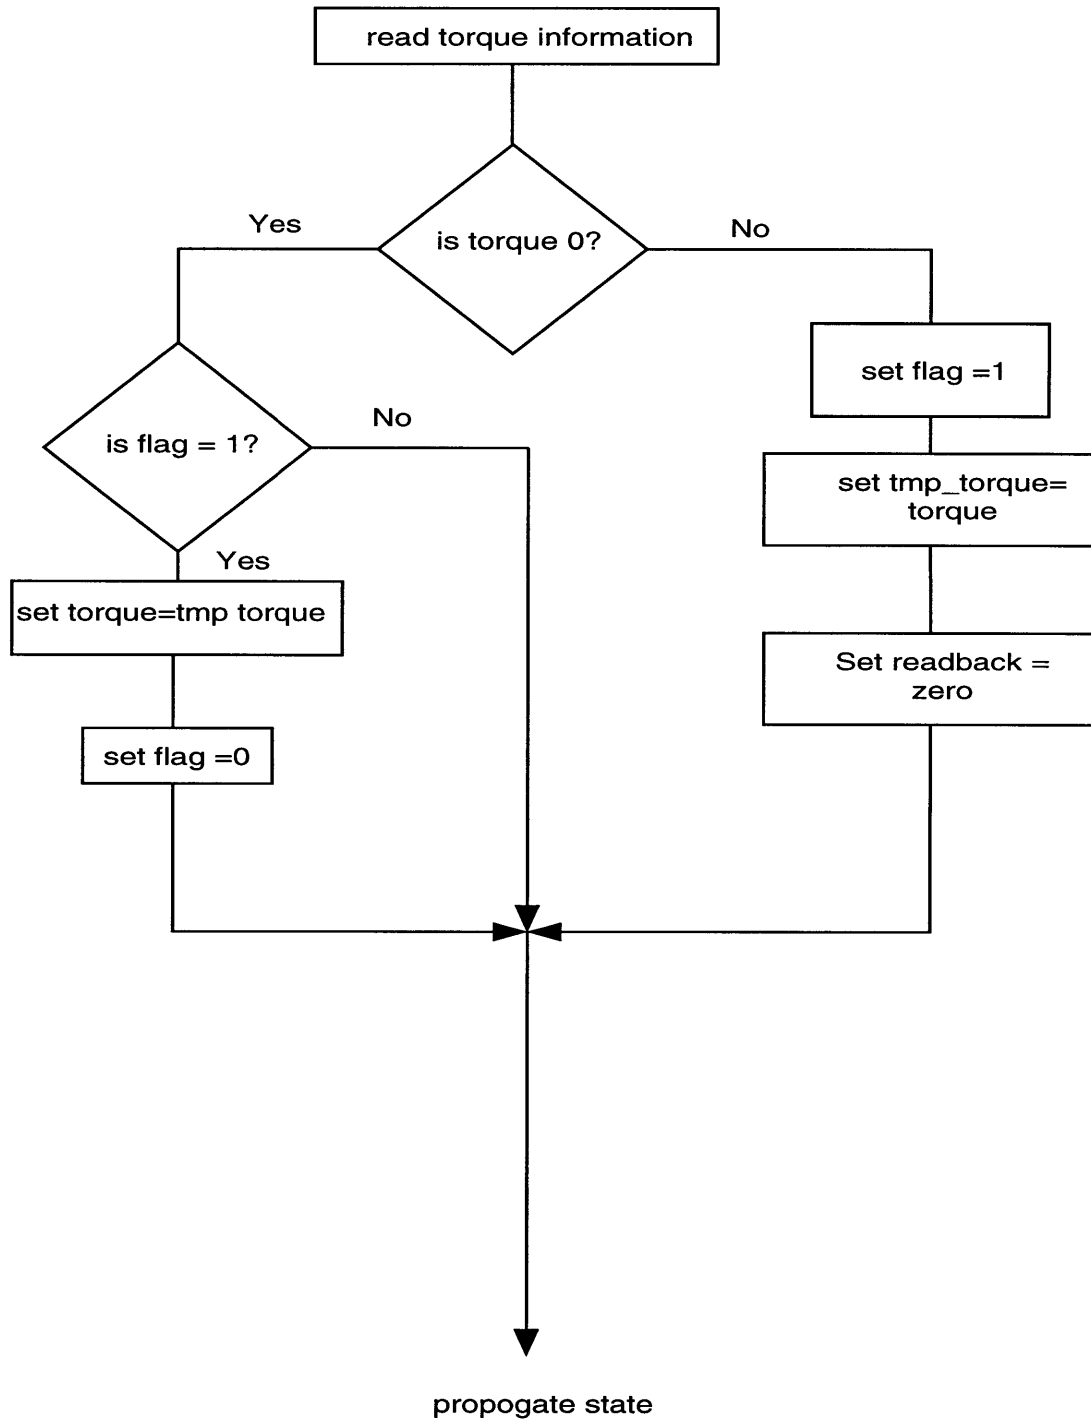 read torque information
is torque 0?
Yes
No
set flag =1
is flag = 1?
No
set tmp_torque=
torque
Yes
set torque=tmp torque
Set readback =
zero
set flag =0
propogate state